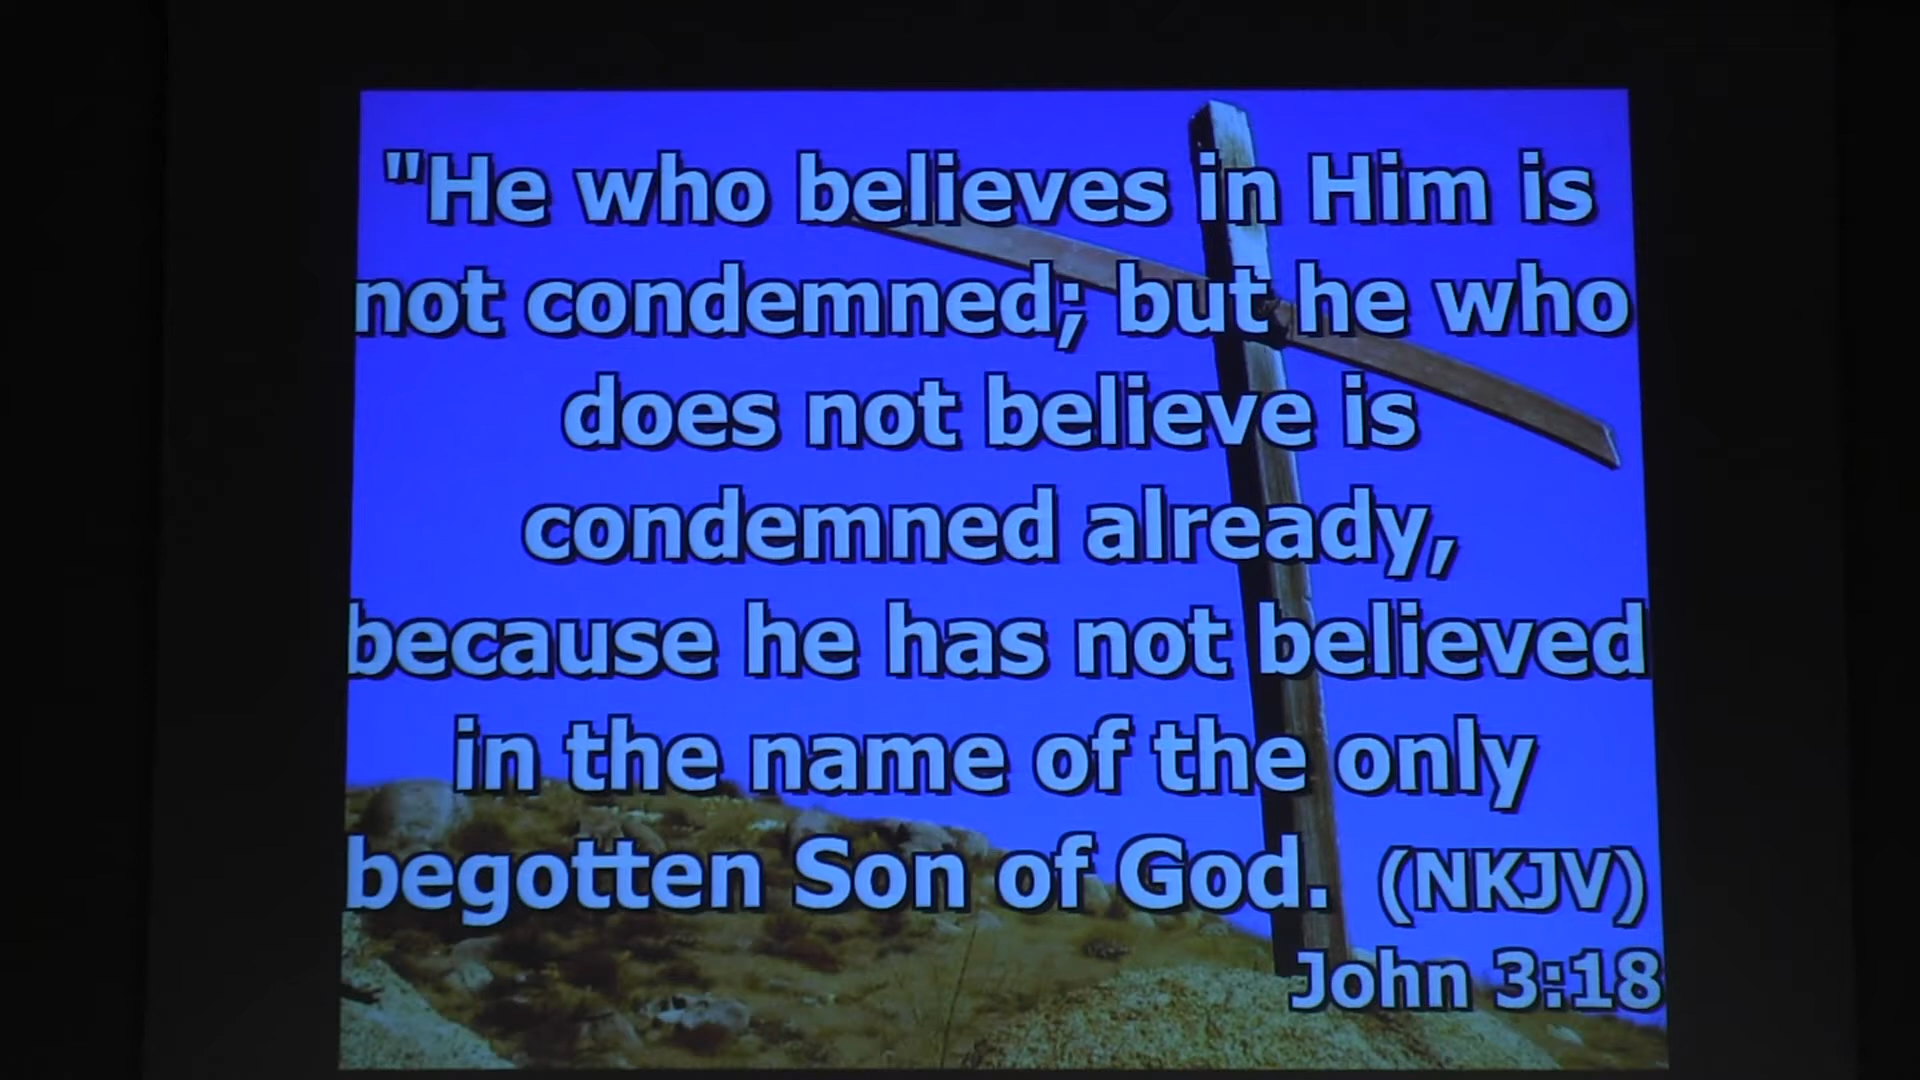 "He who believes in Him is
not condemned; but he who
does not believe is
condemned already,
because he has not believed
in the name of the only
begotten Son of God. (NKJV)
John 3:18